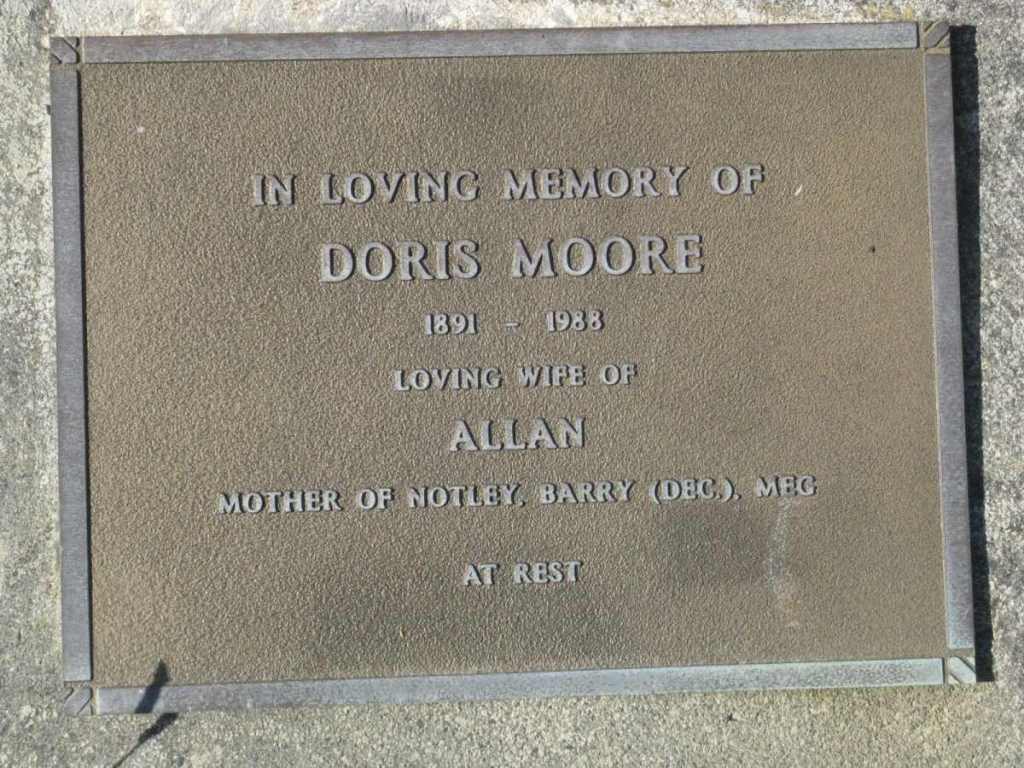 IN LOVING MEMORY OF
DORIS MOORE
1891 - 1988
LOVING WIFE OF
ALLAN
MOTHER OF NOTLEY, BARRY (DEC.), MEG
AT REST